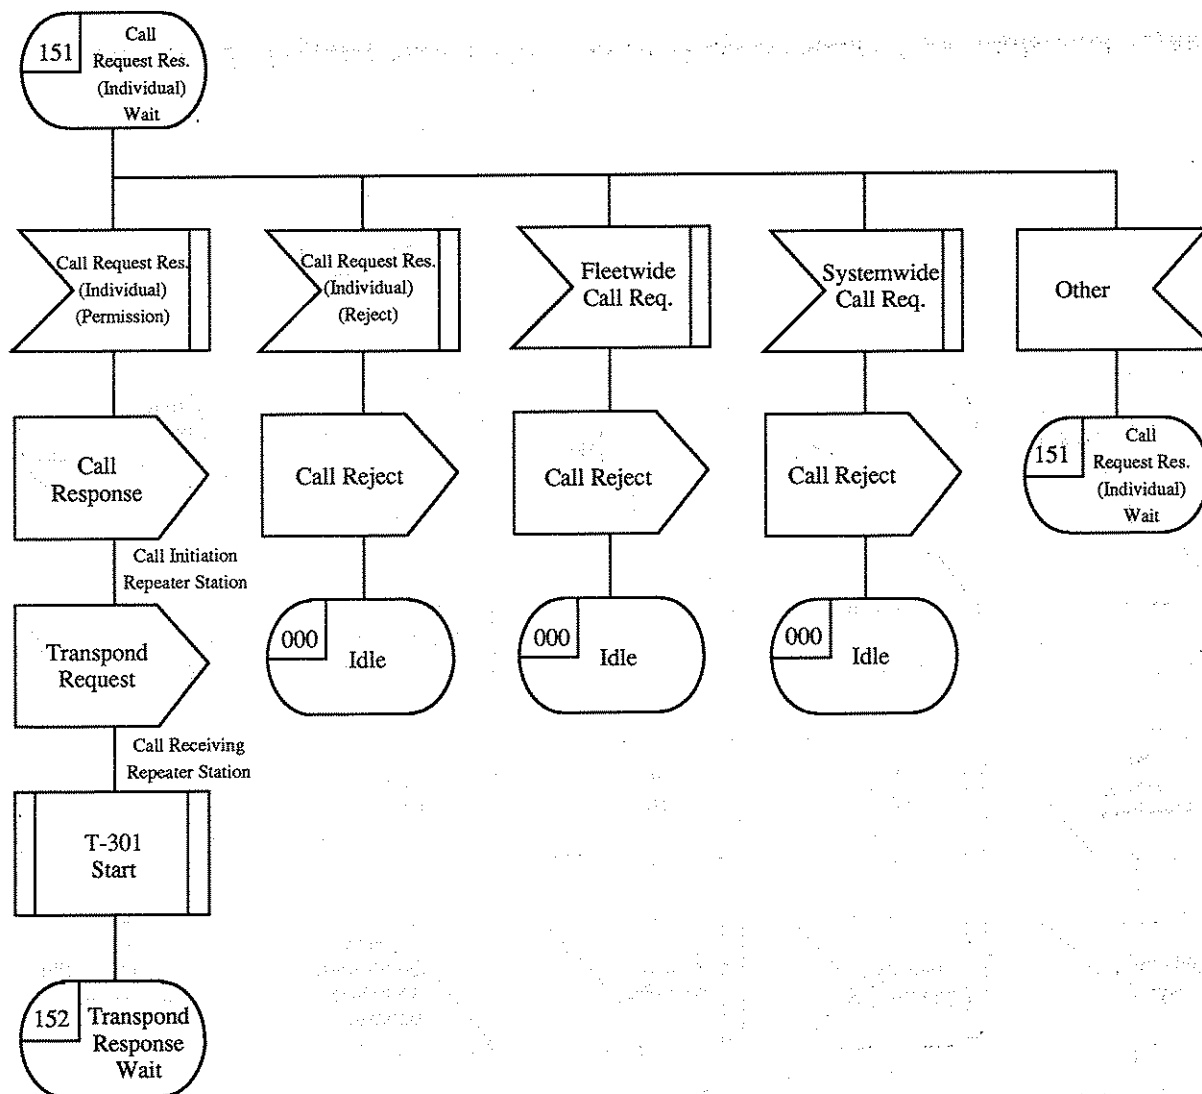 151
Call
Request Res.
(Individual)
Wait
Call Request Res.
(Individual)
(Permission)
Call Request Res.
(Individual)
(Reject)
Fleetwide
Call Req.
Systemwide
Call Req.
Other
Call
Response
Call Reject
Call Reject
Call Reject
151
Call
Request Res.
(Individual)
Wait
Call Initiation
Repeater Station
Transpond
Request
000
Idle
000
Idle
000
Idle
Call Receiving
Repeater Station
T-301
Start
152
Transpond
Response
Wait